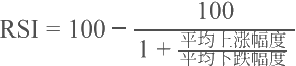 RSI = 100 − 100 / (1 + 平均上涨幅度 / 平均下跌幅度)